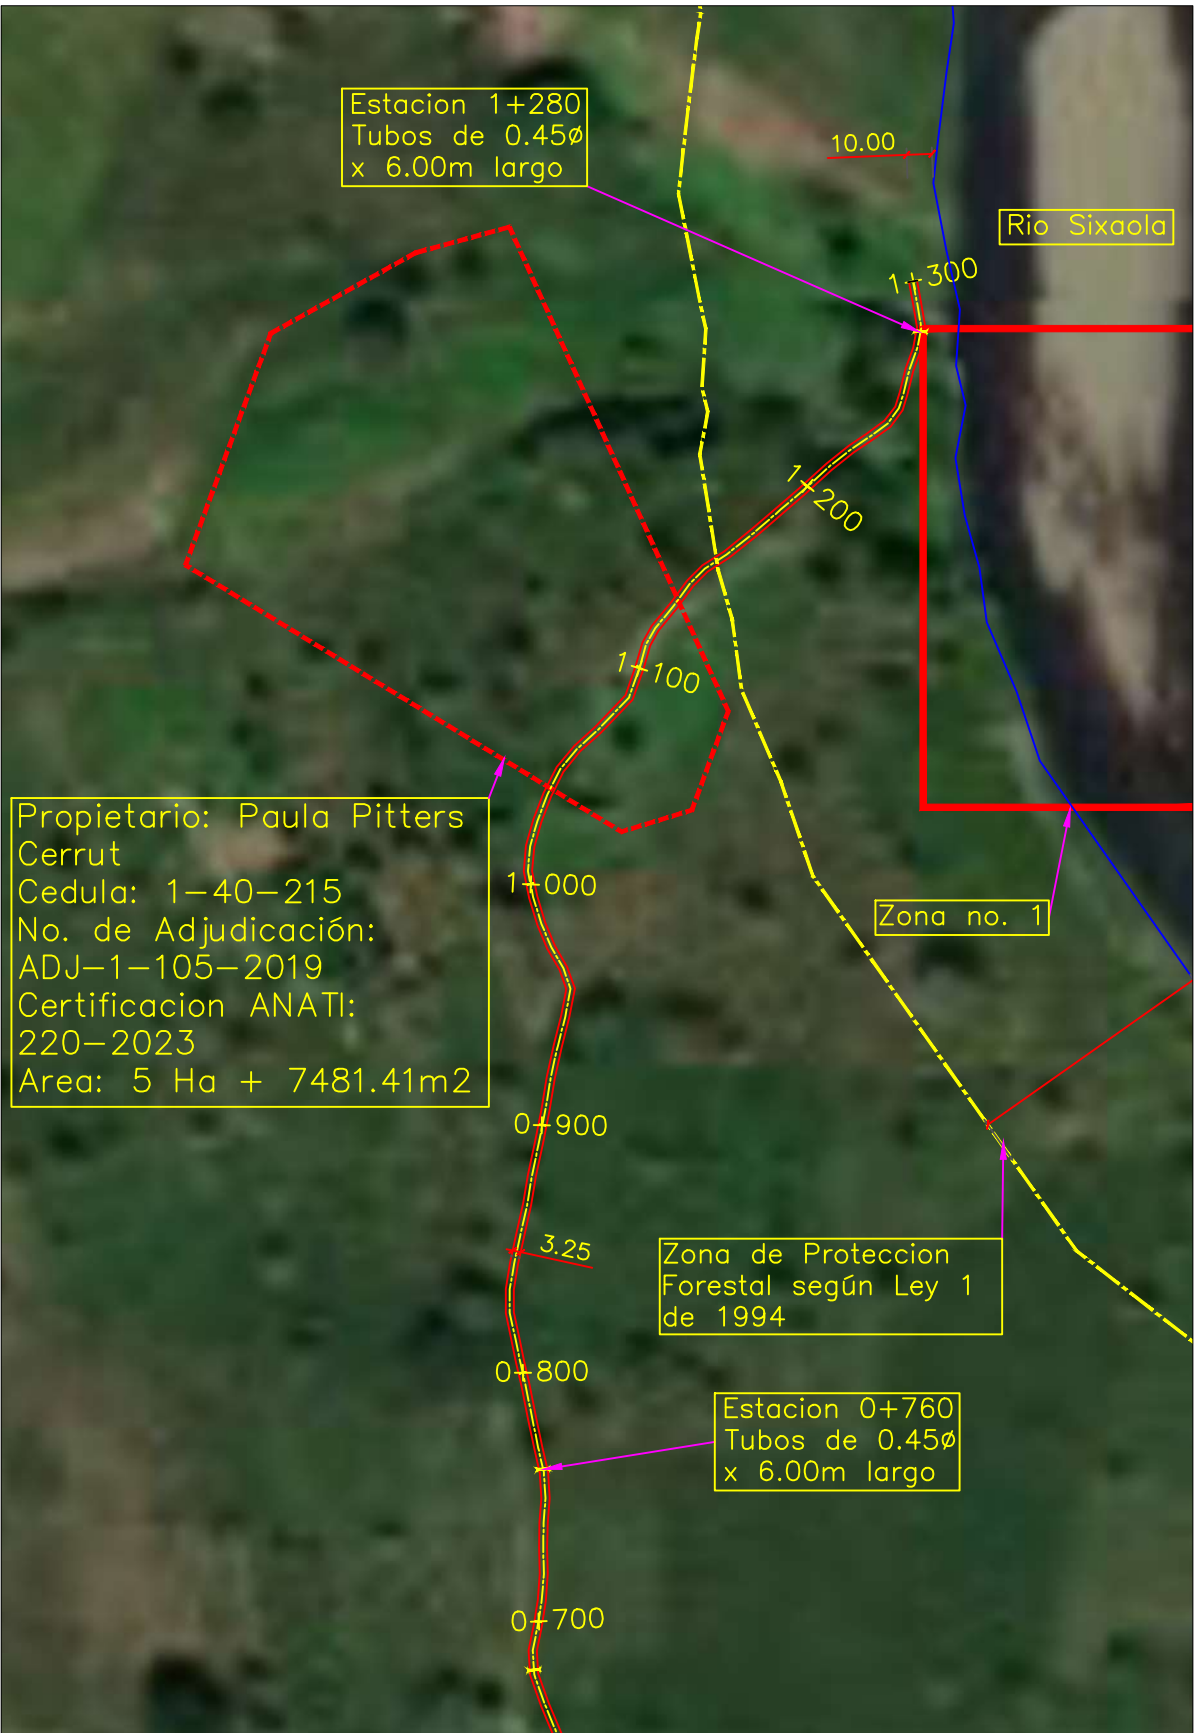 Estacion 1+280
Tubos de 0.45ø
x 6.00m largo
10.00
Rio Sixaola
1+300
1+200
1+100
Propietario: Paula Pitters
Cerrut
Cedula: 1-40-215
No. de Adjudicación:
ADJ-1-105-2019
Certificacion ANATI:
220-2023
Area: 5 Ha + 7481.41m2
1+000
Zona no. 1
0+900
3.25
Zona de Proteccion
Forestal según Ley 1
de 1994
0+800
Estacion 0+760
Tubos de 0.45ø
x 6.00m largo
0+700